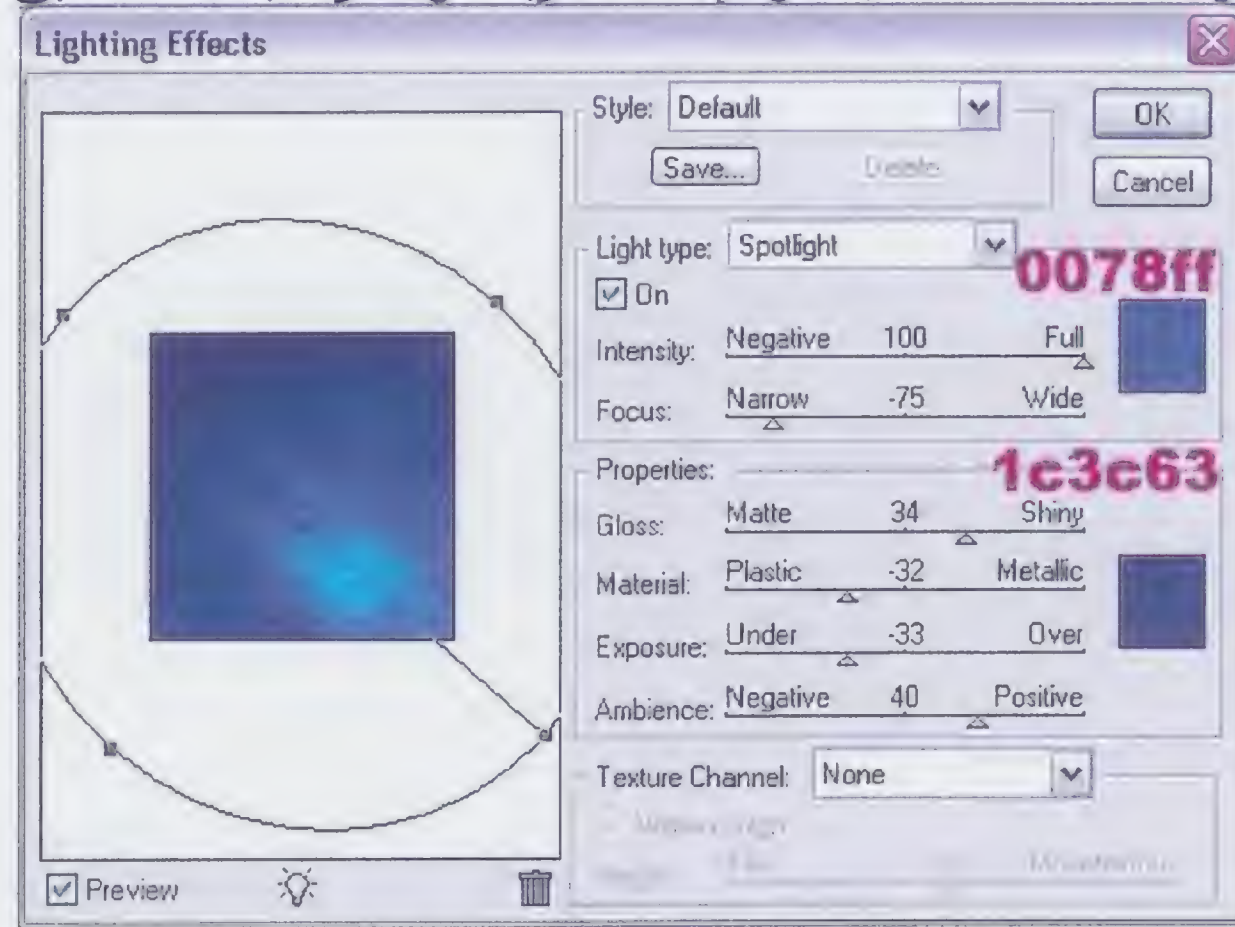 Lighting Effects
Style: Default
OK
Save... Delete
Cancel
Light type: Spotlight
0078ff
On
Intensity: Negative 100 Full
Focus: Narrow -75 Wide
Properties:
1c3c63
Gloss: Matte 34 Shiny
Material: Plastic -32 Metallic
Exposure: Under -33 Over
Ambience: Negative 40 Positive
Texture Channel: None
Mountainous
Preview